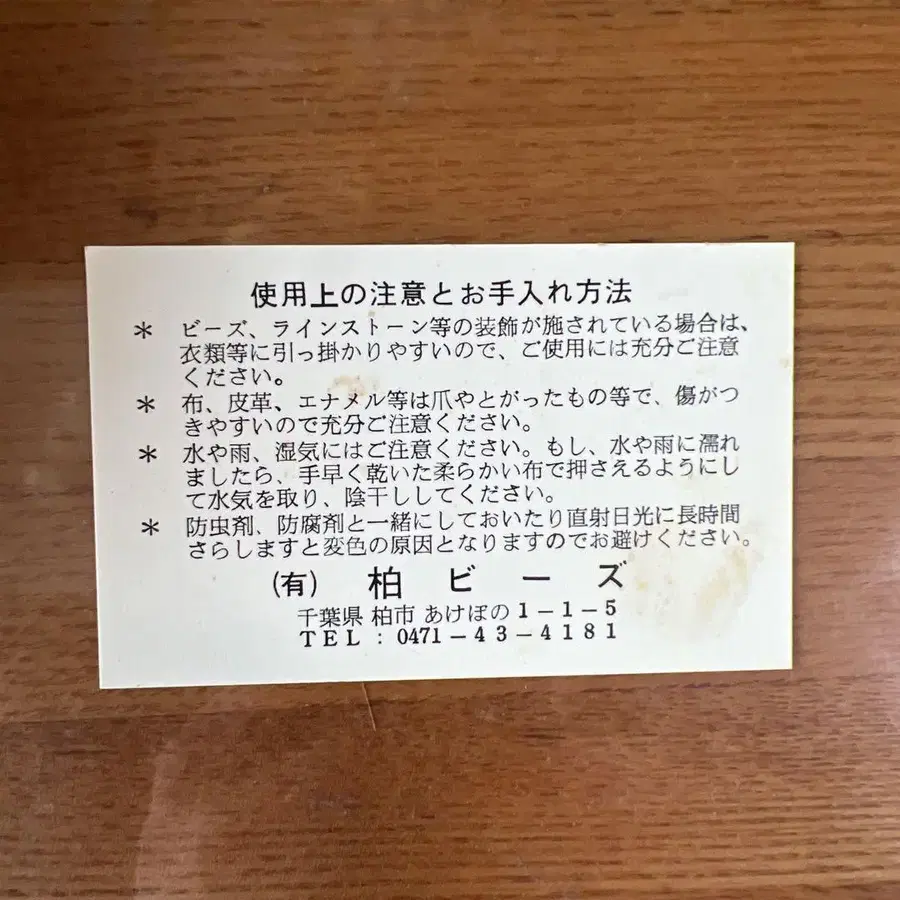 使用上の注意とお手入れ方法
＊ ビーズ、ラインストーン等の装飾が施されている場合は、
衣類等に引っ掛かりやすいので、ご使用には充分ご注意
ください。
＊ 布、皮革、エナメル等は爪やとがったもの等で、傷がつ
きやすいので充分ご注意ください。
＊ 水や雨、湿気にはご注意ください。もし、水や雨に濡れ
ましたら、手早く乾いた柔らかい布で押さえるようにし
て水気を取り、陰干ししてください。
＊ 防虫剤、防腐剤と一緒にしておいたり直射日光に長時間
さらしますと変色の原因となりますのでお避けください。
(有) 柏ビーズ
千葉県 柏市 あけぼの 1－1－5
TEL : 0471－43－4181